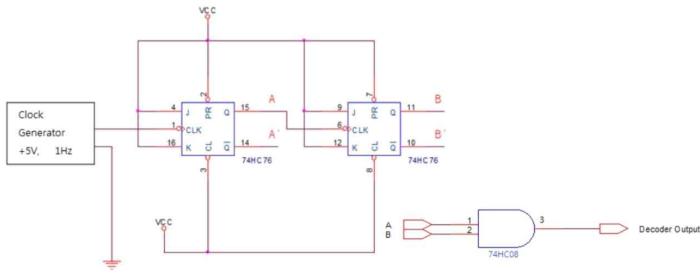 VCC
2
7
4
J
PR
Q
15
A
9
J
PR
Q
11
B
Clock
Generator
+5V, 1Hz
1
CLK
6
CLK
A'
B'
16
K
CL
Q
14
12
K
CL
Q
10
74HC76
74HC76
3
8
VCC
A
B
1
2
3
Decoder Output
74HC08